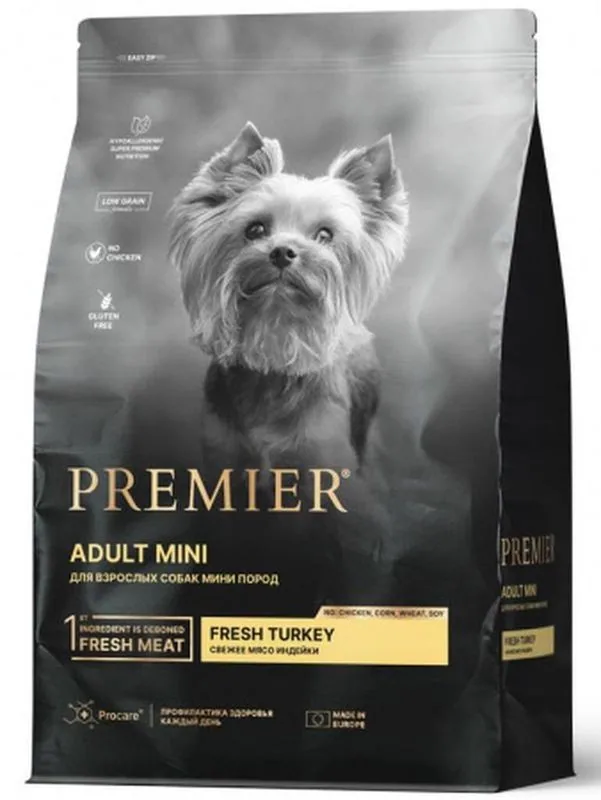 EASY ZIP
HYPOALLERGENIC
SUPER PREMIUM
NUTRITION
LOW GRAIN
formula
NO
CHICKEN
GLUTEN
FREE
PREMIER®
ADULT MINI
ДЛЯ ВЗРОСЛЫХ СОБАК МИНИ ПОРОД
1ST
INGREDIENT IS DEBONED
FRESH MEAT
NO: CHICKEN, CORN, WHEAT, SOY
FRESH TURKEY
СВЕЖЕЕ МЯСО ИНДЕЙКИ
Procare®
ПРОФИЛАКТИКА ЗДОРОВЬЯ
КАЖДЫЙ ДЕНЬ
MADE IN
EUROPE
PREMIER
ADULT MINI
FRESH TURKEY